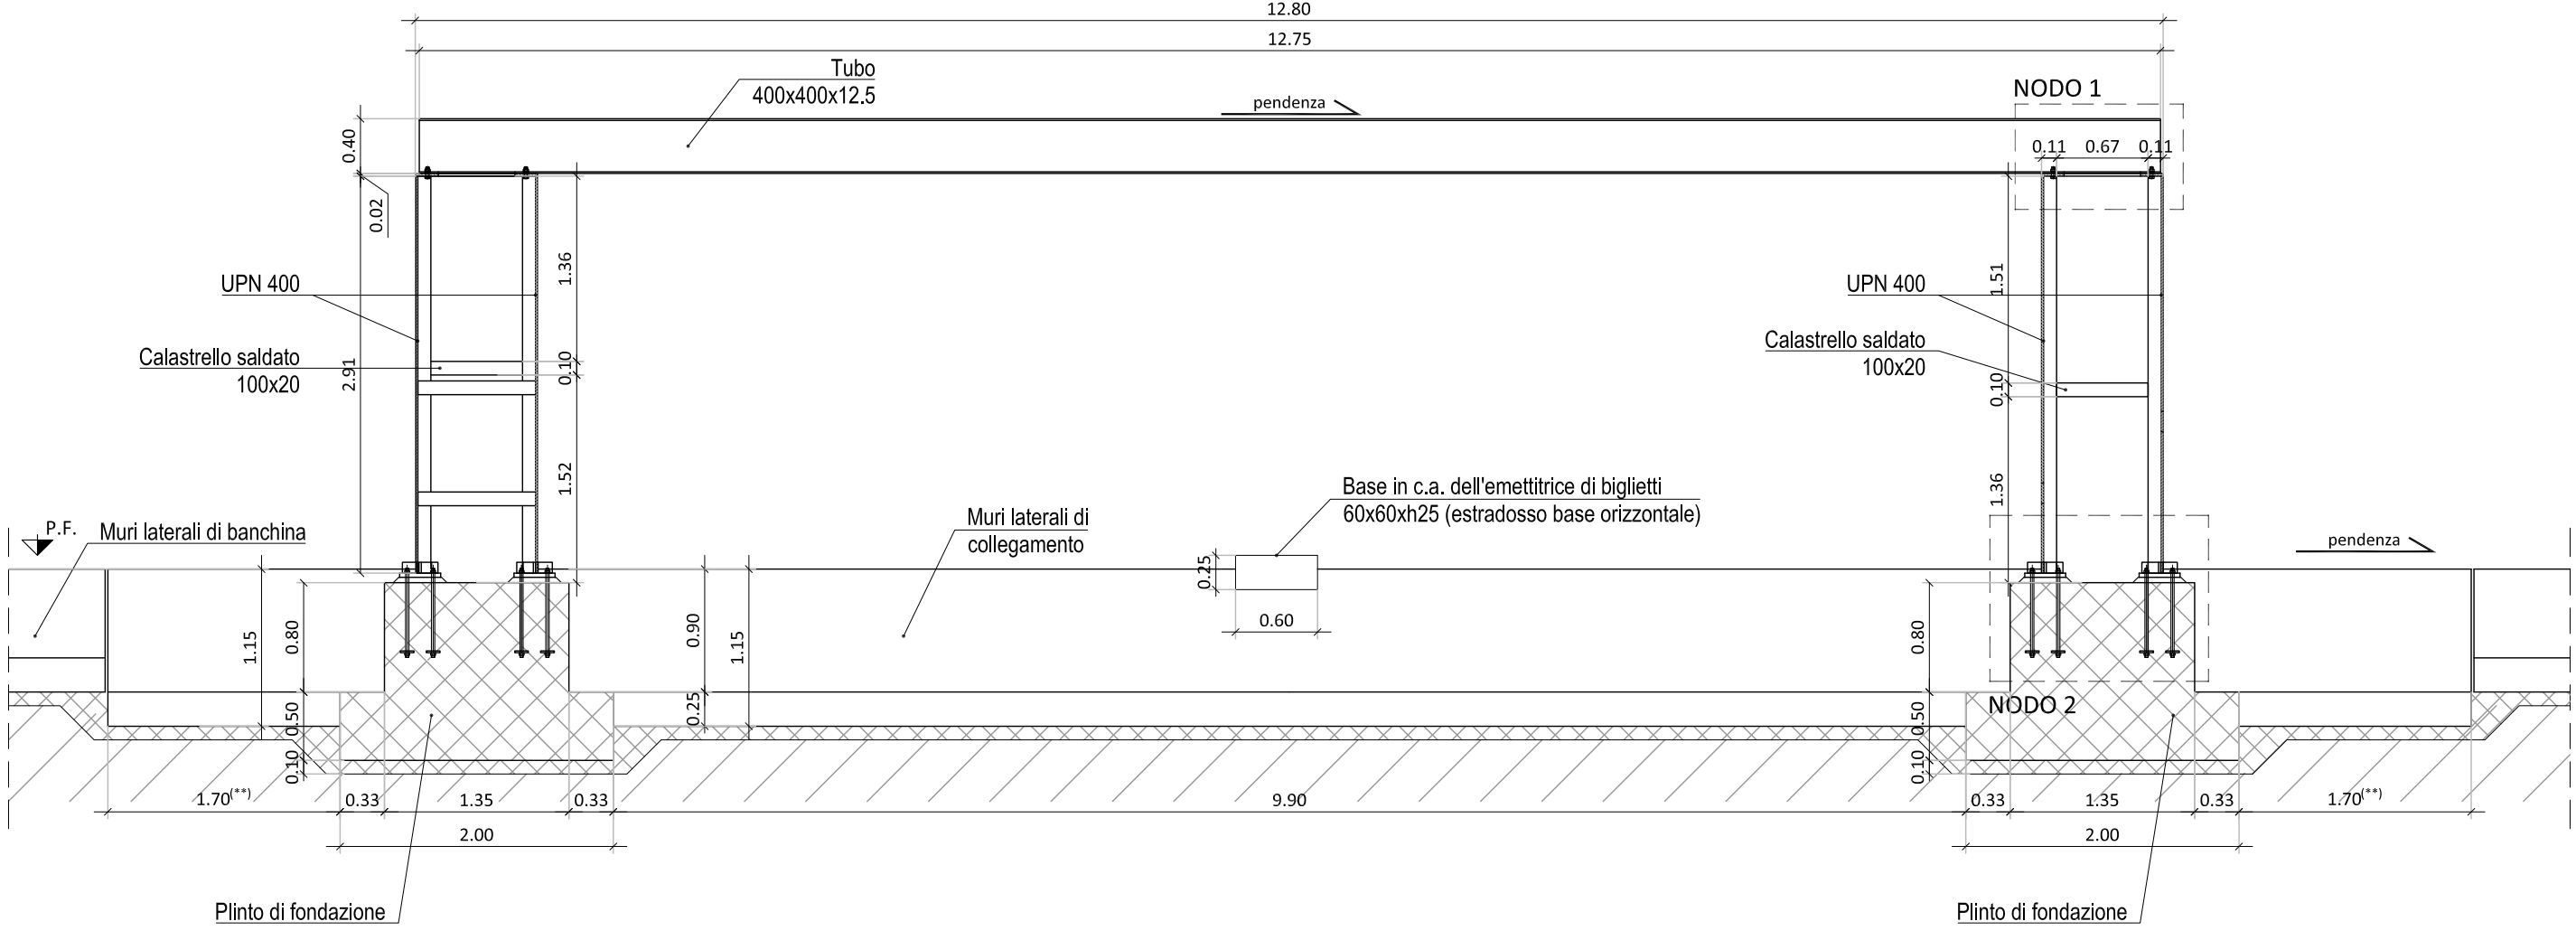 12.80
12.75
Tubo
400x400x12.5
pendenza
NODO 1
0.40
0.02
0.11 0.67 0.11
UPN 400
1.36
UPN 400
1.51
Calastrello saldato
100x20
2.91
0.10
Calastrello saldato
100x20
0.10
1.52
1.36
P.F.
Muri laterali di banchina
Muri laterali di
collegamento
Base in c.a. dell'emettitrice di biglietti
60x60xh25 (estradosso base orizzontale)
pendenza
0.25
0.60
1.15
0.80
0.90
1.15
0.80
0.50
0.25
NODO 2
0.50
0.10
0.10
1.70(**) 0.33 1.35 0.33 9.90 0.33 1.35 0.33 1.70(**)
2.00 2.00
Plinto di fondazione
Plinto di fondazione